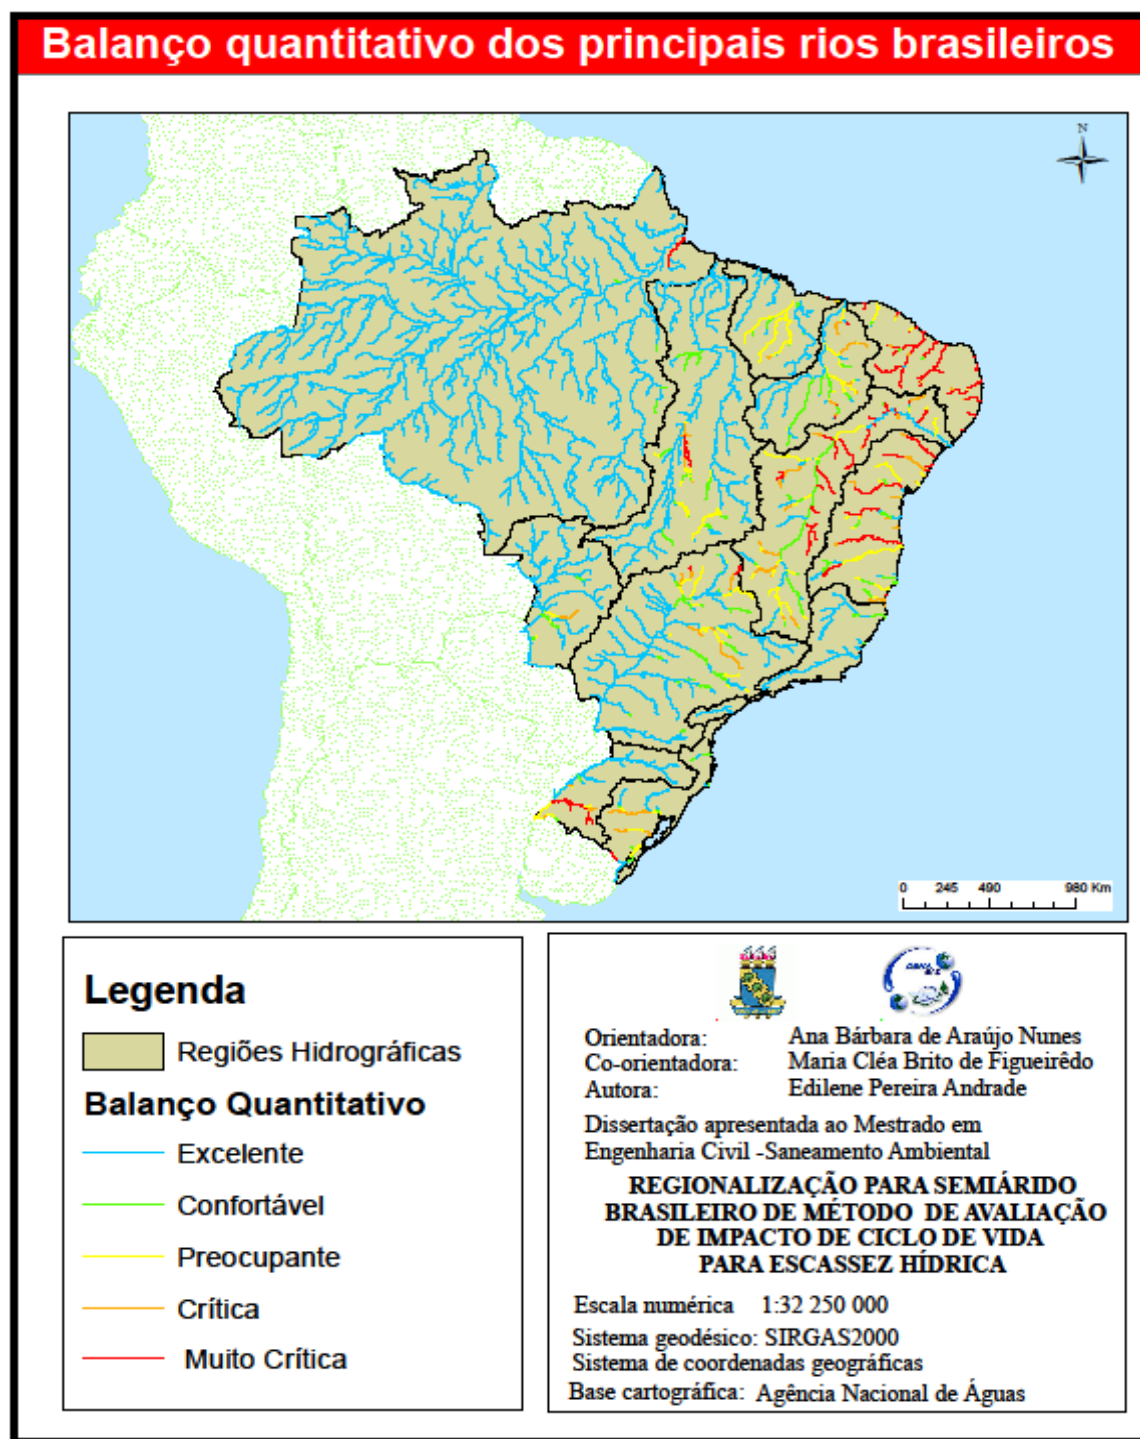 Balanço quantitativo dos principais rios brasileiros
N
0 245 490 980 Km
Legenda
Regiões Hidrográficas
Balanço Quantitativo
Excelente
Confortável
Preocupante
Crítica
Muito Crítica
Orientadora: Ana Bárbara de Araújo Nunes
Co-orientadora: Maria Cléa Brito de Figueirêdo
Autora: Edilene Pereira Andrade
Dissertação apresentada ao Mestrado em
Engenharia Civil -Saneamento Ambiental
REGIONALIZAÇÃO PARA SEMIÁRIDO
BRASILEIRO DE MÉTODO DE AVALIAÇÃO
DE IMPACTO DE CICLO DE VIDA
PARA ESCASSEZ HÍDRICA
Escala numérica 1:32 250 000
Sistema geodésico: SIRGAS2000
Sistema de coordenadas geográficas
Base cartográfica: Agência Nacional de Águas